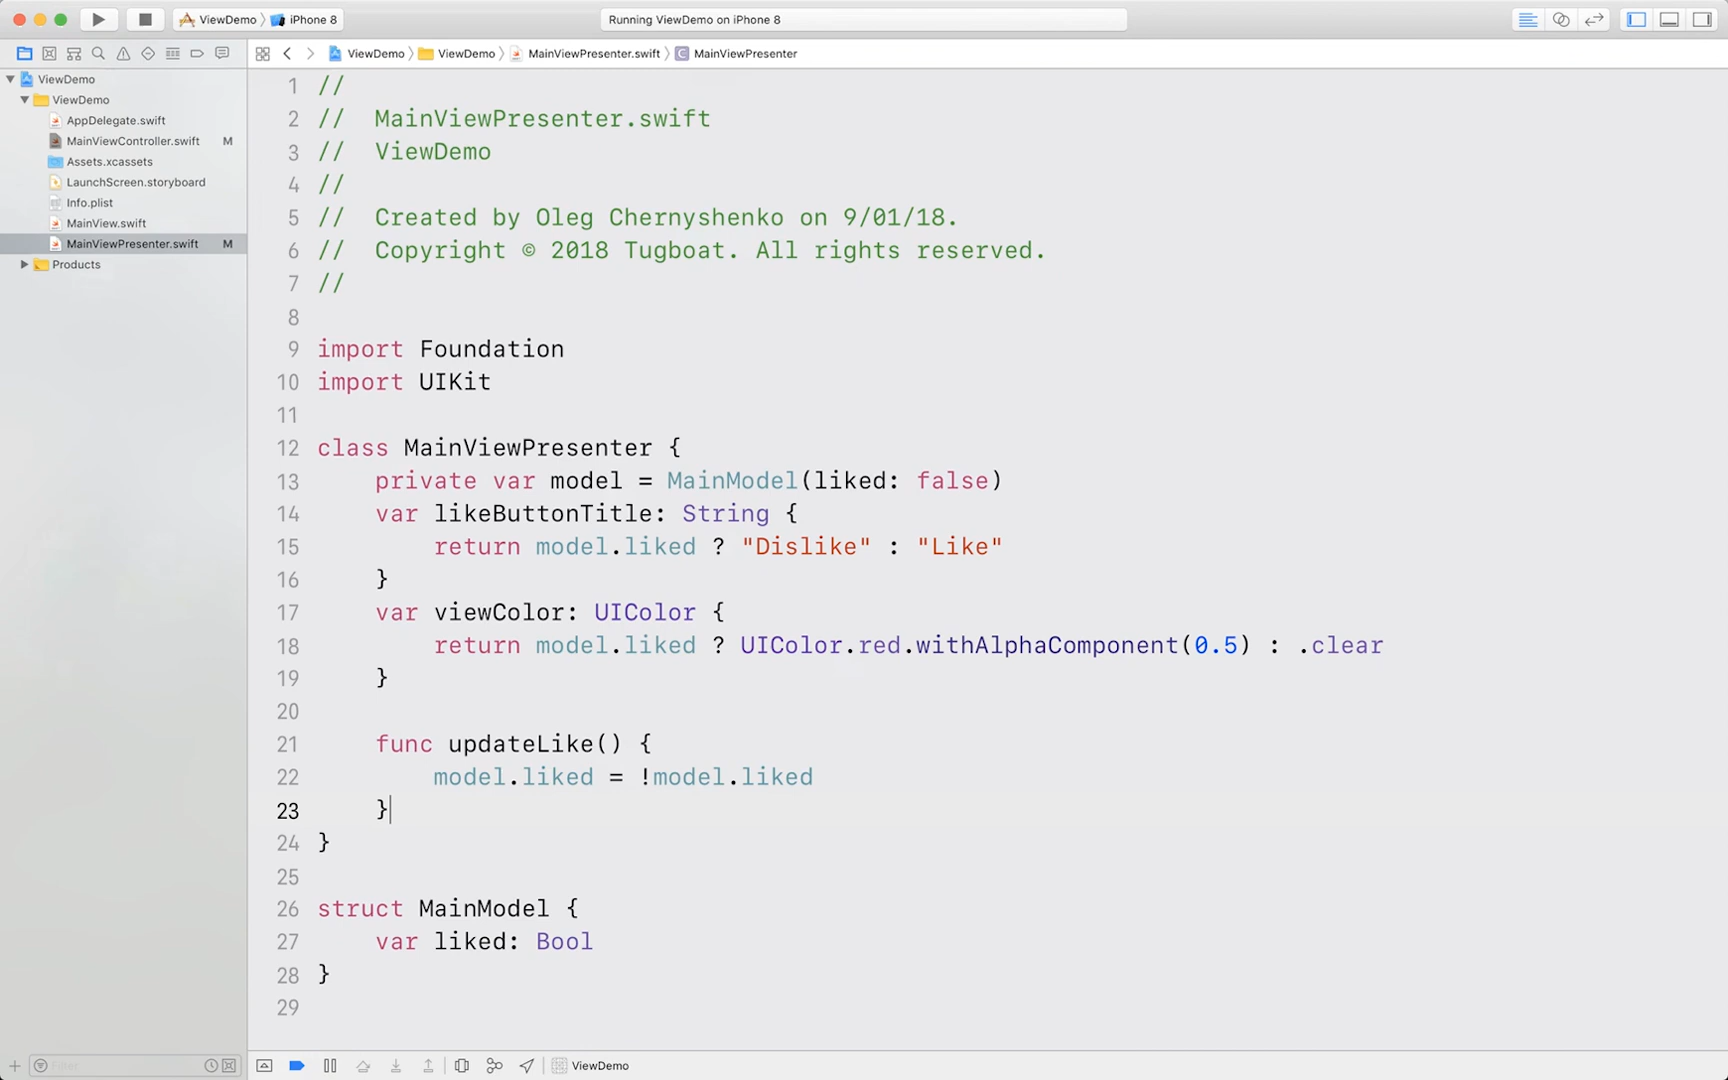 ViewDemo iPhone 8 Running ViewDemo on iPhone 8
ViewDemo ViewDemo MainViewPresenter.swift C MainViewPresenter
ViewDemo
ViewDemo
AppDelegate.swift
MainViewController.swift M
Assets.xcassets
LaunchScreen.storyboard
Info.plist
MainView.swift
MainViewPresenter.swift M
Products
1 //
2 //  MainViewPresenter.swift
3 //  ViewDemo
4 //
5 //  Created by Oleg Chernyshenko on 9/01/18.
6 //  Copyright © 2018 Tugboat. All rights reserved.
7 //
8
9 import Foundation
10 import UIKit
11
12 class MainViewPresenter {
13     private var model = MainModel(liked: false)
14     var likeButtonTitle: String {
15         return model.liked ? "Dislike" : "Like"
16     }
17     var viewColor: UIColor {
18         return model.liked ? UIColor.red.withAlphaComponent(0.5) : .clear
19     }
20
21     func updateLike() {
22         model.liked = !model.liked
23     }
24 }
25
26 struct MainModel {
27     var liked: Bool
28 }
29
Filter ViewDemo